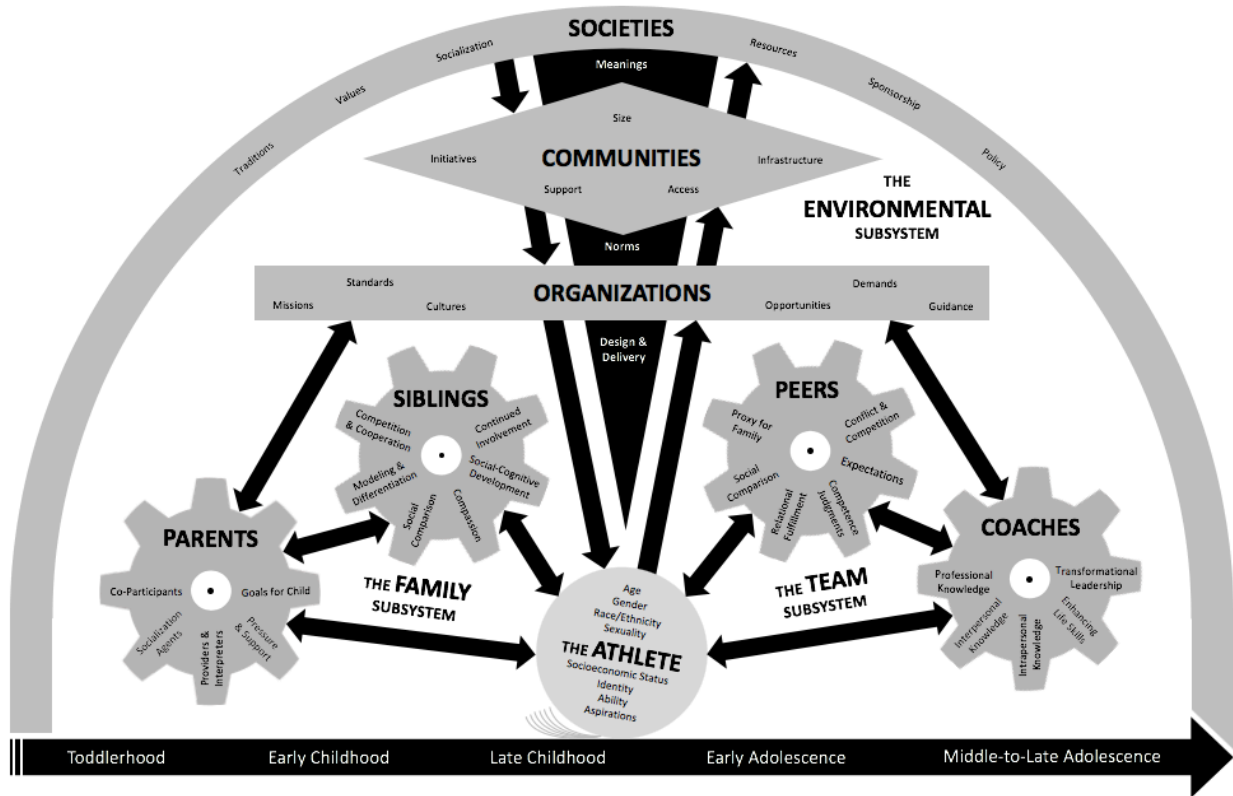 SOCIETIES
Socialization
Resources
Meanings
Values
Sponsorship
Traditions
Policy
Size
Initiatives
COMMUNITIES
Infrastructure
Support
Access
THE
ENVIRONMENTAL
SUBSYSTEM
Norms
Standards
Demands
ORGANIZATIONS
Missions
Cultures
Opportunities
Guidance
Design &
Delivery
SIBLINGS
Competition
& Cooperation
Continued
Involvement
Modeling &
Differentiation
Social-Cognitive
Development
Social
Comparison
Compassion
PEERS
Proxy for
Family
Conflict &
Competition
Social
Comparison
Expectations
Relational
Fulfillment
Competence
Judgments
PARENTS
Co-Participants
Goals for Child
Socialization
Agents
Providers &
Interpreters
Pressure
& Support
THE FAMILY
SUBSYSTEM
THE TEAM
SUBSYSTEM
COACHES
Professional
Knowledge
Transformational
Leadership
Interpersonal
Knowledge
Intrapersonal
Knowledge
Enhancing
Life Skills
Age
Gender
Race/Ethnicity
Sexuality
THE ATHLETE
Socioeconomic Status
Identity
Ability
Aspirations
Toddlerhood
Early Childhood
Late Childhood
Early Adolescence
Middle-to-Late Adolescence